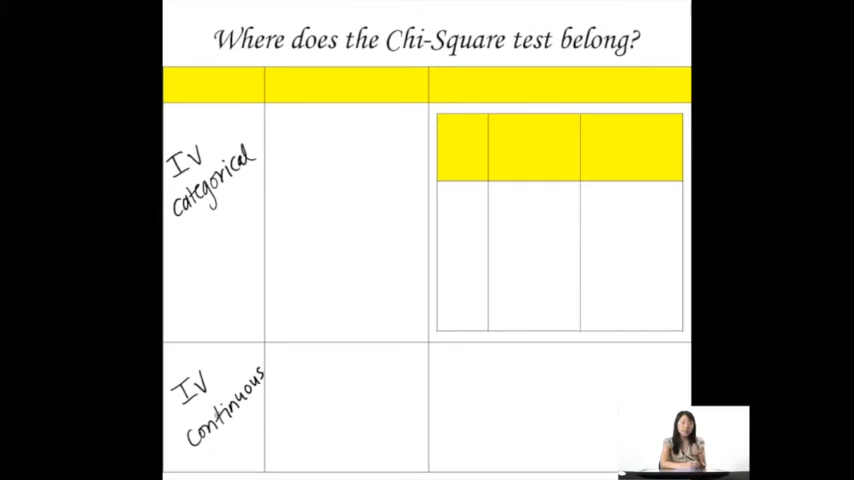 Where does the Chi-Square test belong?
IV
categorical
IV
continuous